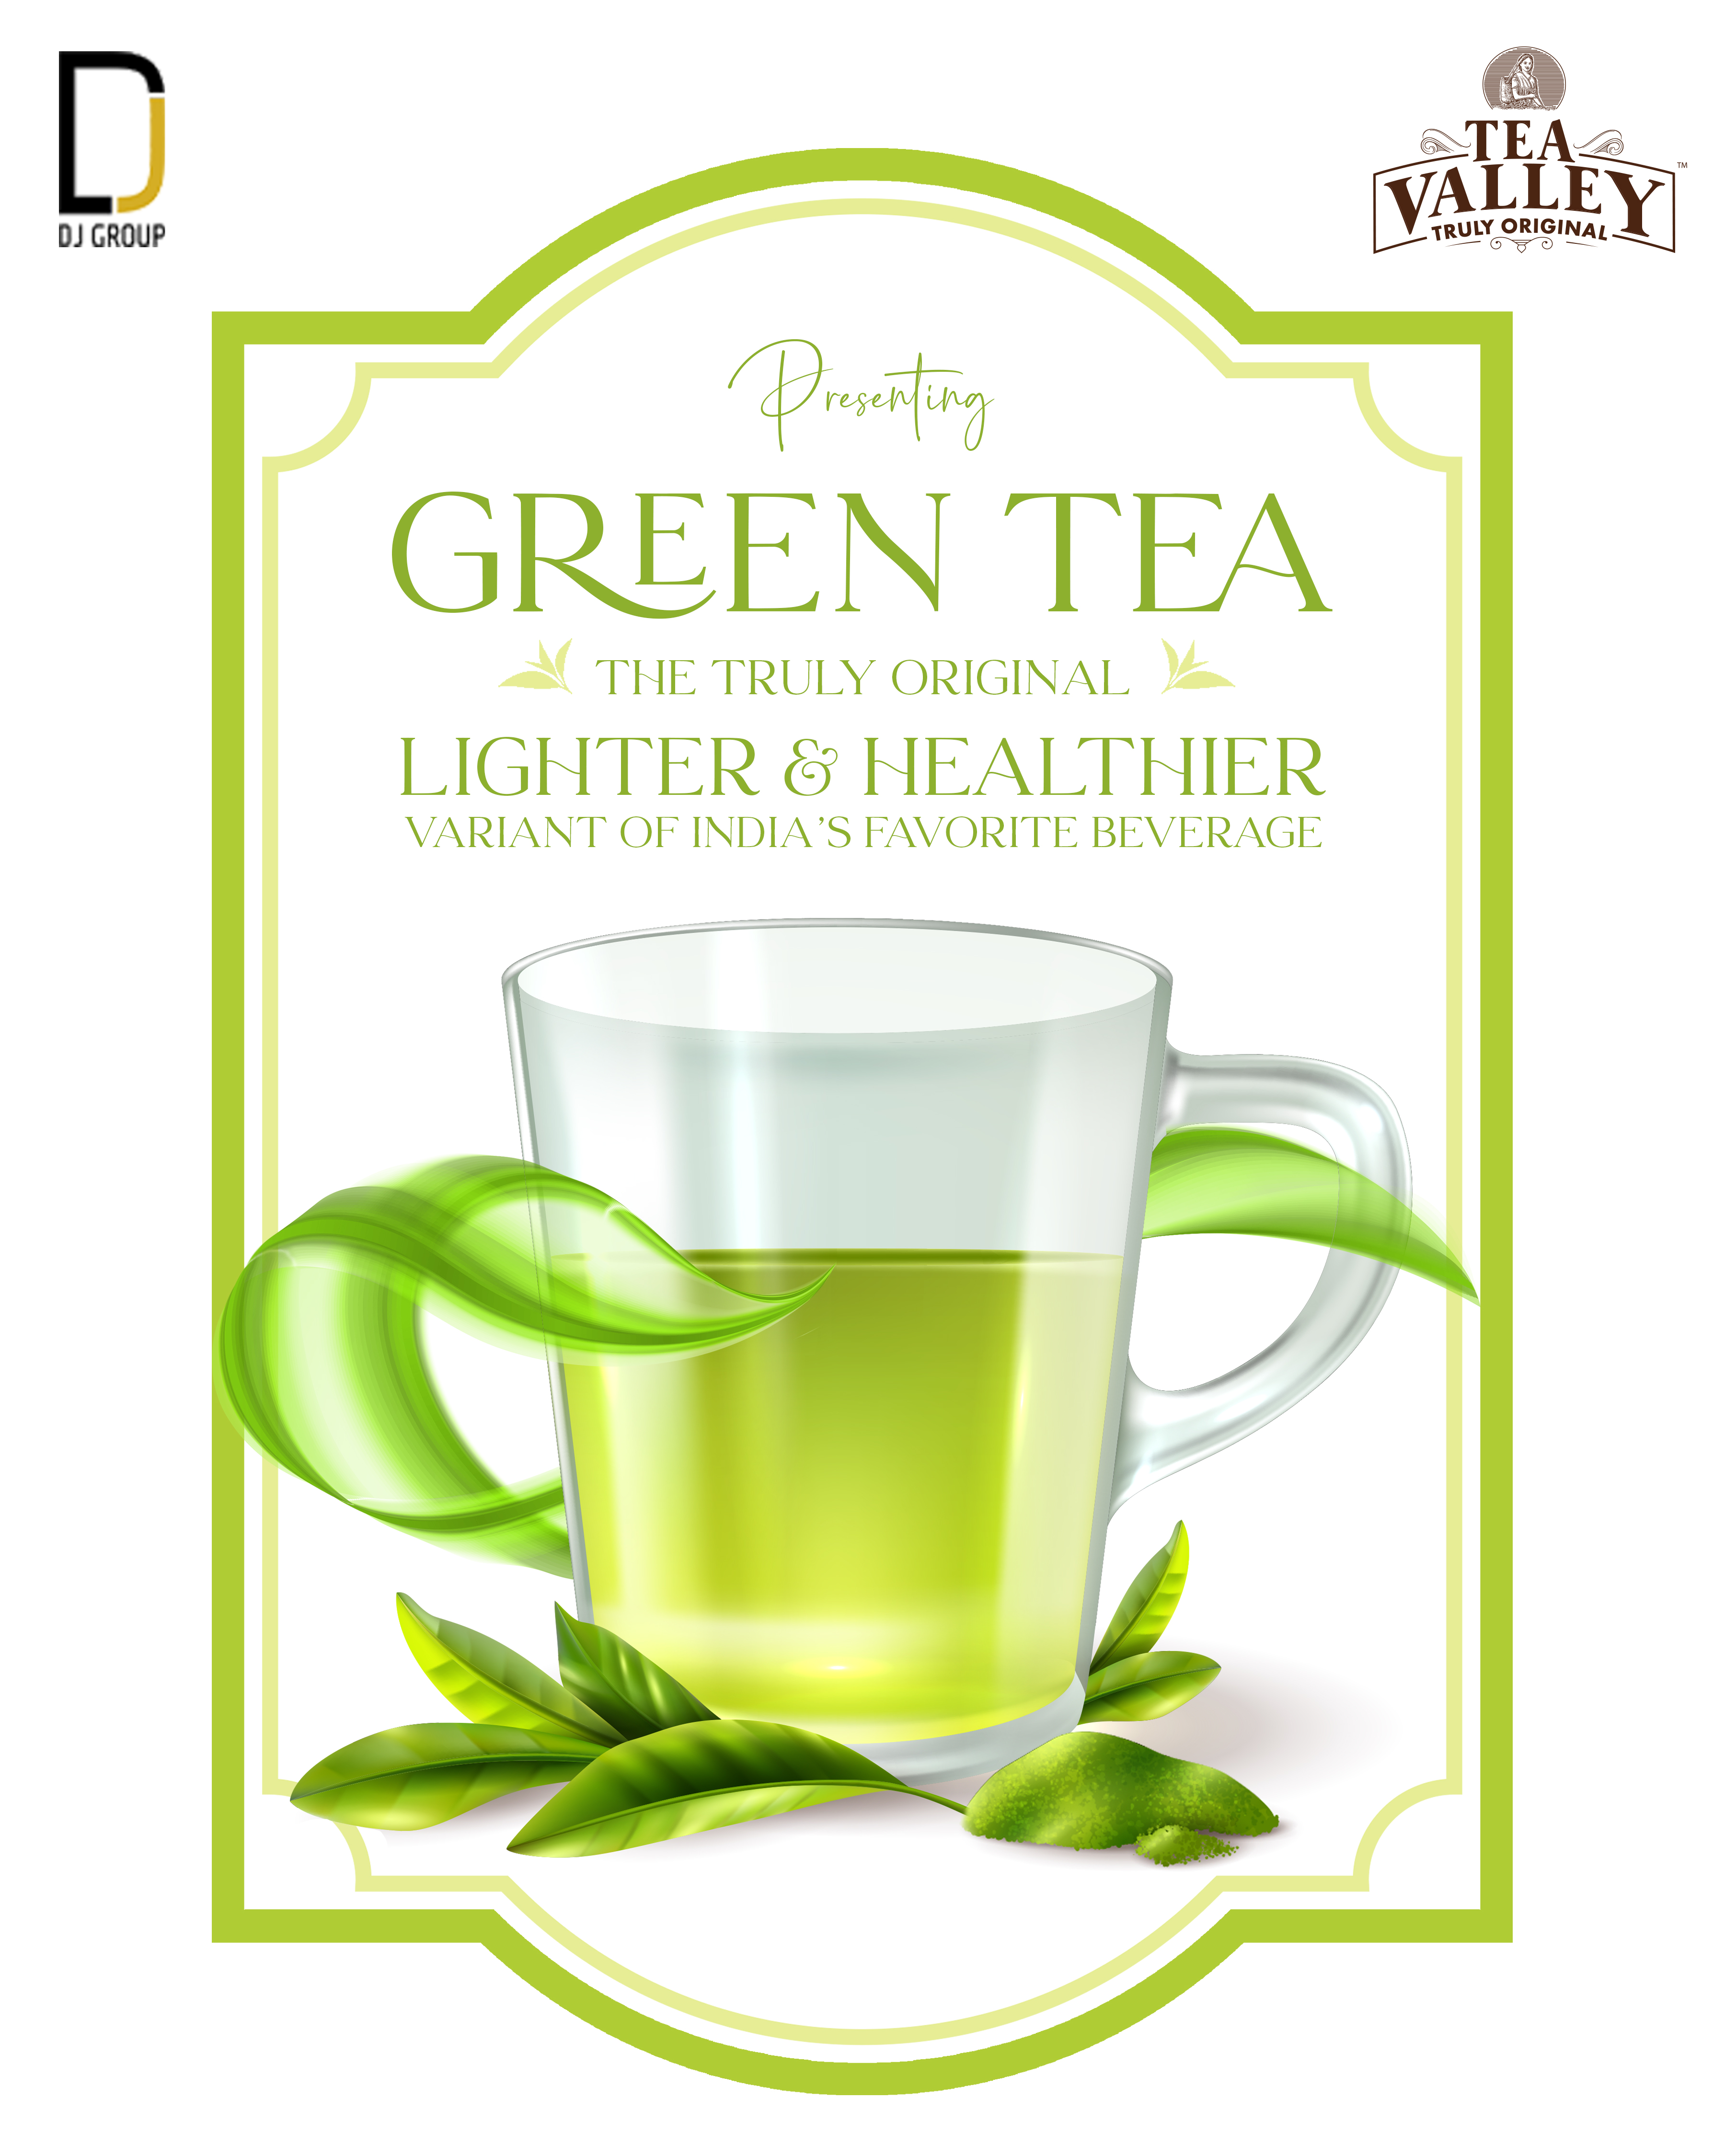 DJ GROUP
TEA
VALLEY
TM
TRULY ORIGINAL
Presenting
GREEN TEA
THE TRULY ORIGINAL
LIGHTER & HEALTHIER
VARIANT OF INDIA'S FAVORITE BEVERAGE